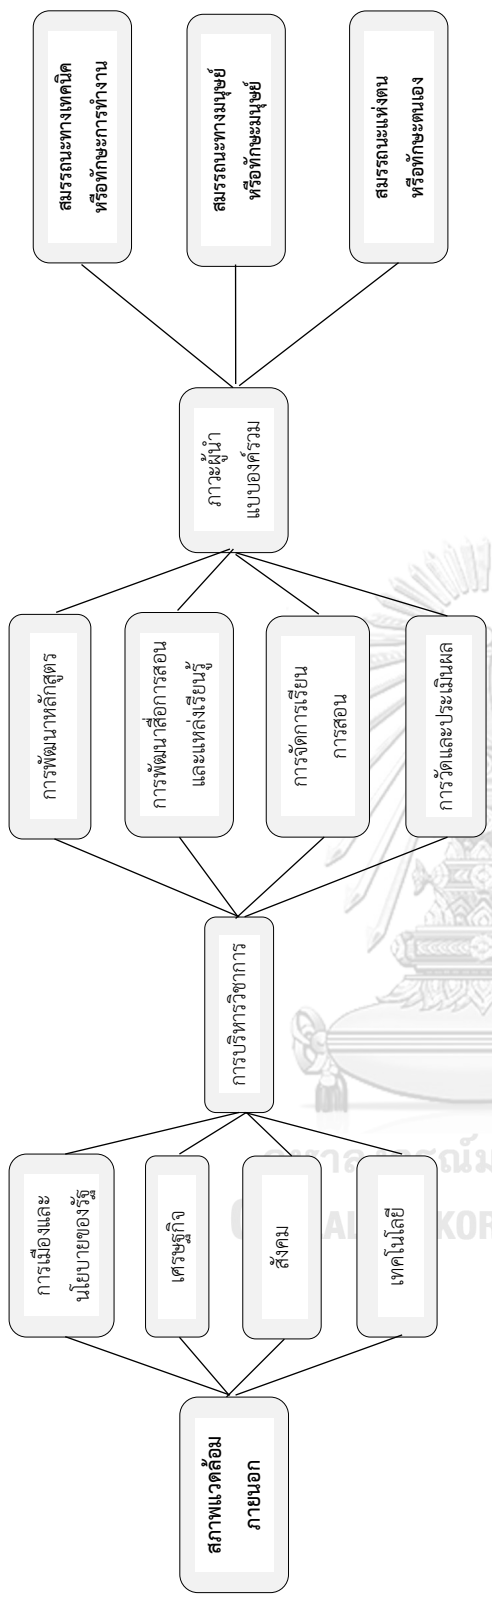 สภาพแวดล้อม
ภายนอก
การเมืองและ
นโยบายของรัฐ
เศรษฐกิจ
สังคม
เทคโนโลยี
การบริหารวิชาการ
การพัฒนาหลักสูตร
การพัฒนาสื่อการสอน
และแหล่งเรียนรู้
การจัดการเรียน
การสอน
การวัดและประเมินผล
ภาวะผู้นำ
แบบองค์รวม
สมรรถนะทางเทคนิค
หรือทักษะการทำงาน
สมรรถนะทางมนุษย์
หรือทักษะมนุษย์
สมรรถนะแห่งตน
หรือทักษะตนเอง